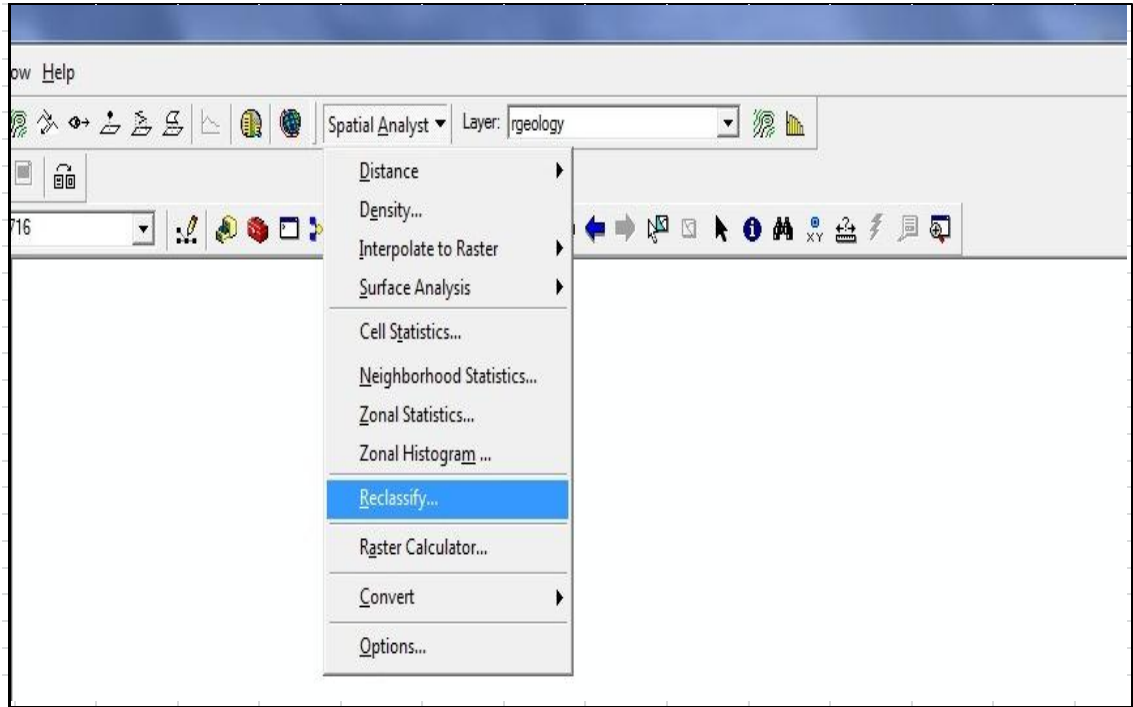 ow Help
Spatial Analyst Layer: rgeology
Distance
Density...
716
Interpolate to Raster
XY
Surface Analysis
Cell Statistics...
Neighborhood Statistics...
Zonal Statistics...
Zonal Histogram ...
Reclassify...
Raster Calculator...
Convert
Options...